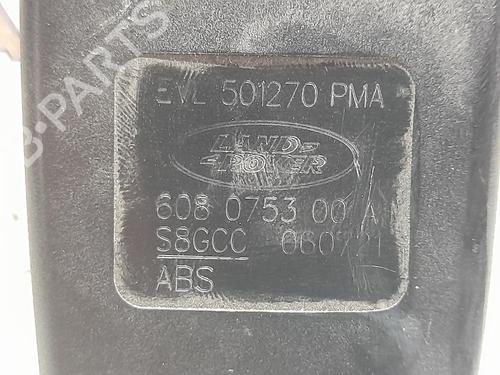 B-PARTS
EVL 501270 PMA
LAND-
ROVER
608 0753 00 A
S8GCC 060721
ABS